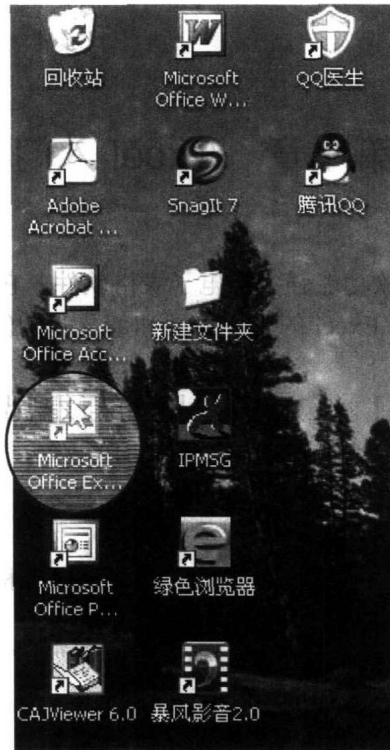 回收站
Microsoft
Office W...
QQ医生
Adobe
Acrobat ...
SnagIt 7
腾讯QQ
Microsoft
Office Acc...
新建文件夹
Microsoft
Office Ex...
IPMSG
Microsoft
Office P...
绿色浏览器
CAJViewer 6.0
暴风影音2.0